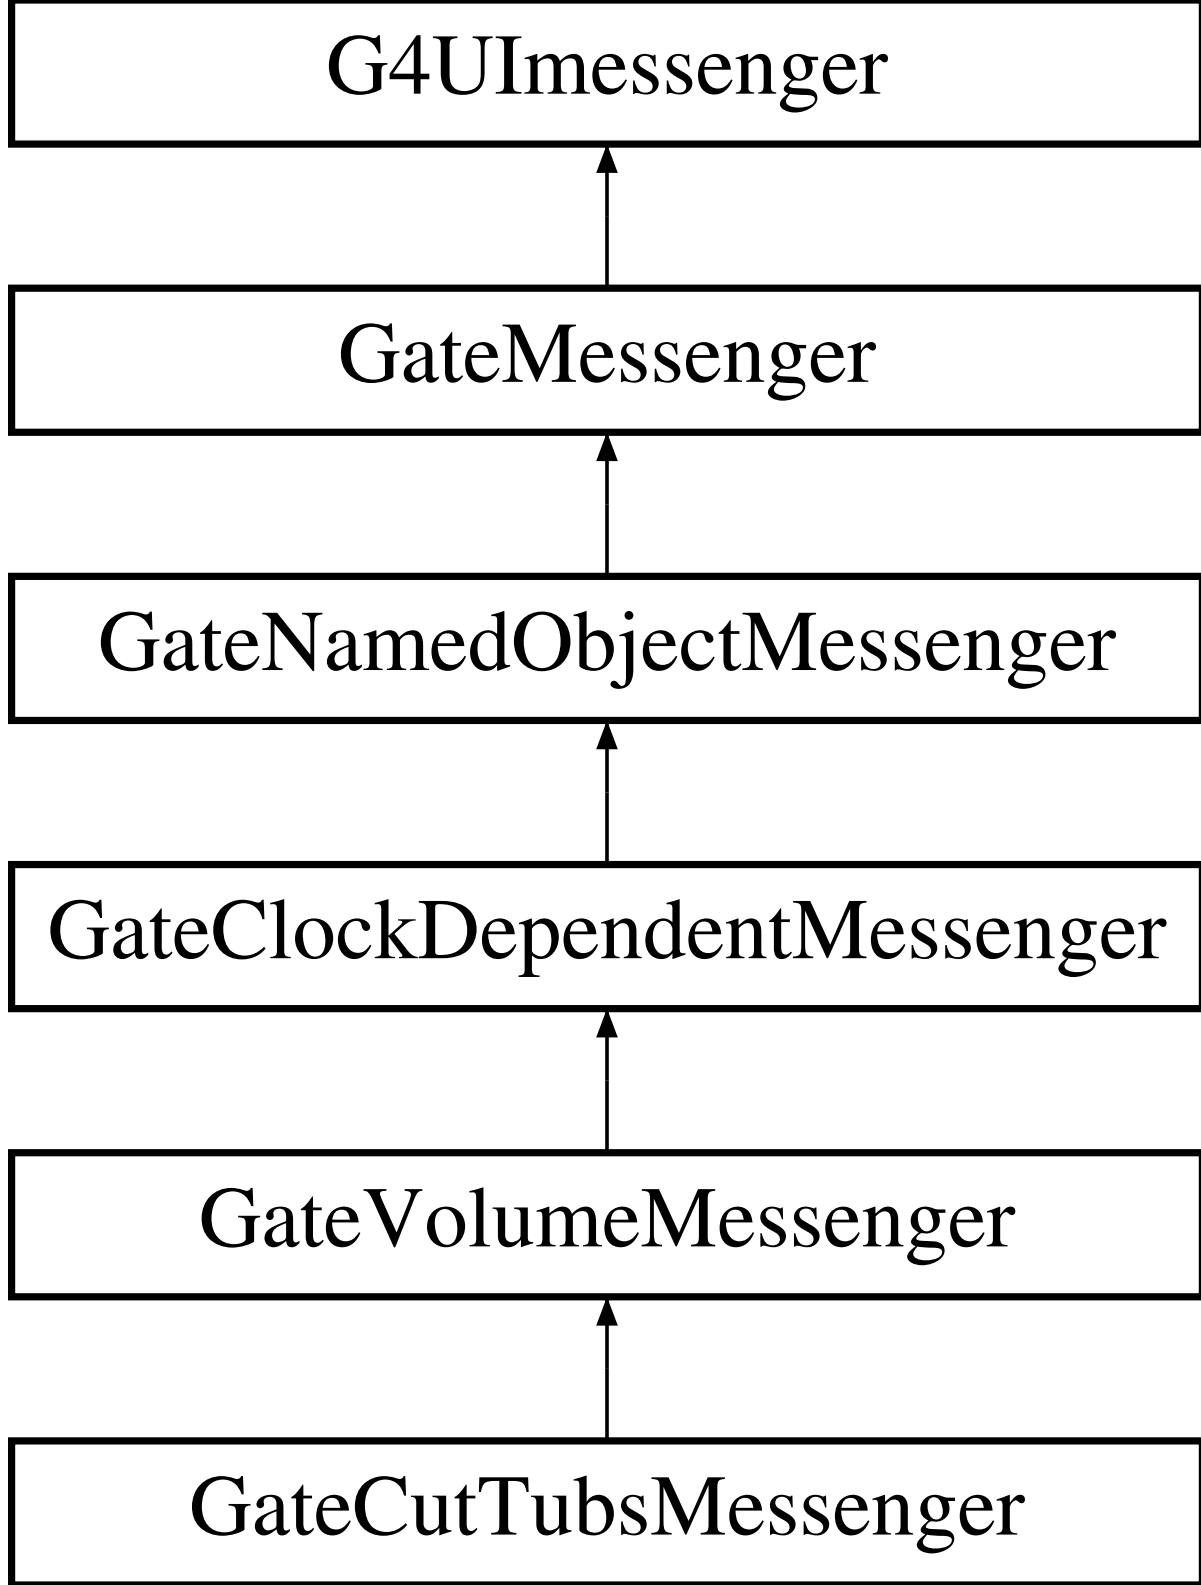 G4UImessenger
GateMessenger
GateNamedObjectMessenger
GateClockDependentMessenger
GateVolumeMessenger
GateCutTubsMessenger